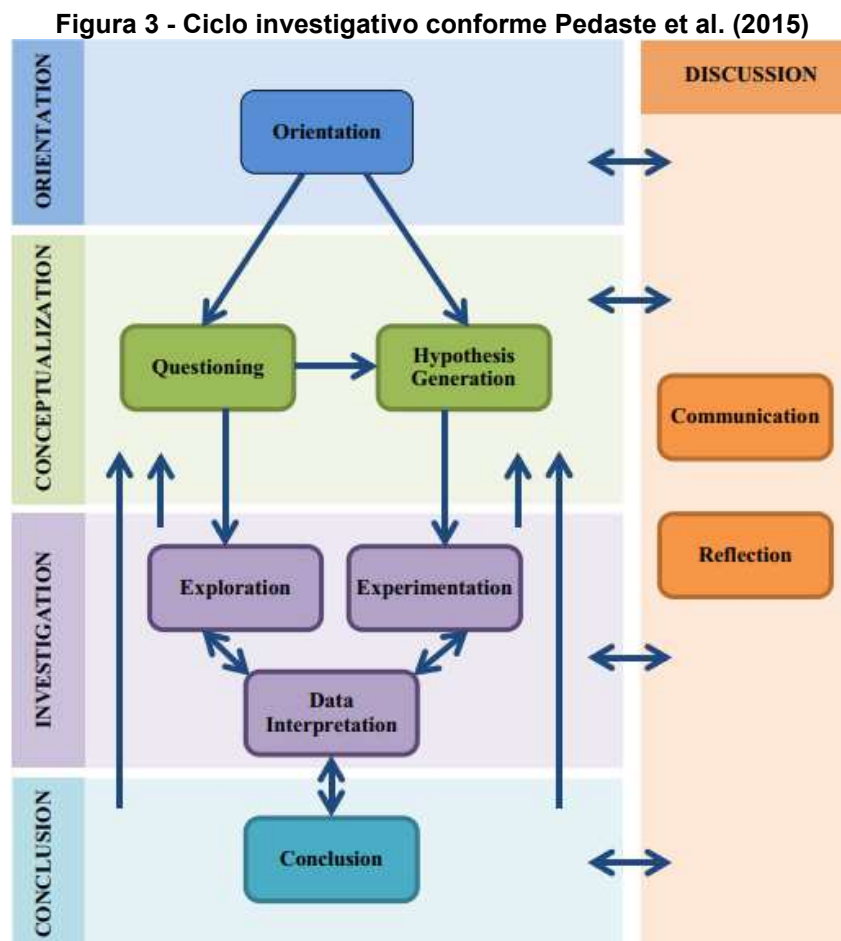 Figura 3 - Ciclo investigativo conforme Pedaste et al. (2015)
ORIENTATION
Orientation
DISCUSSION
CONCEPTUALIZATION
Questioning
Hypothesis
Generation
Communication
Reflection
INVESTIGATION
Exploration
Experimentation
Data
Interpretation
CONCLUSION
Conclusion